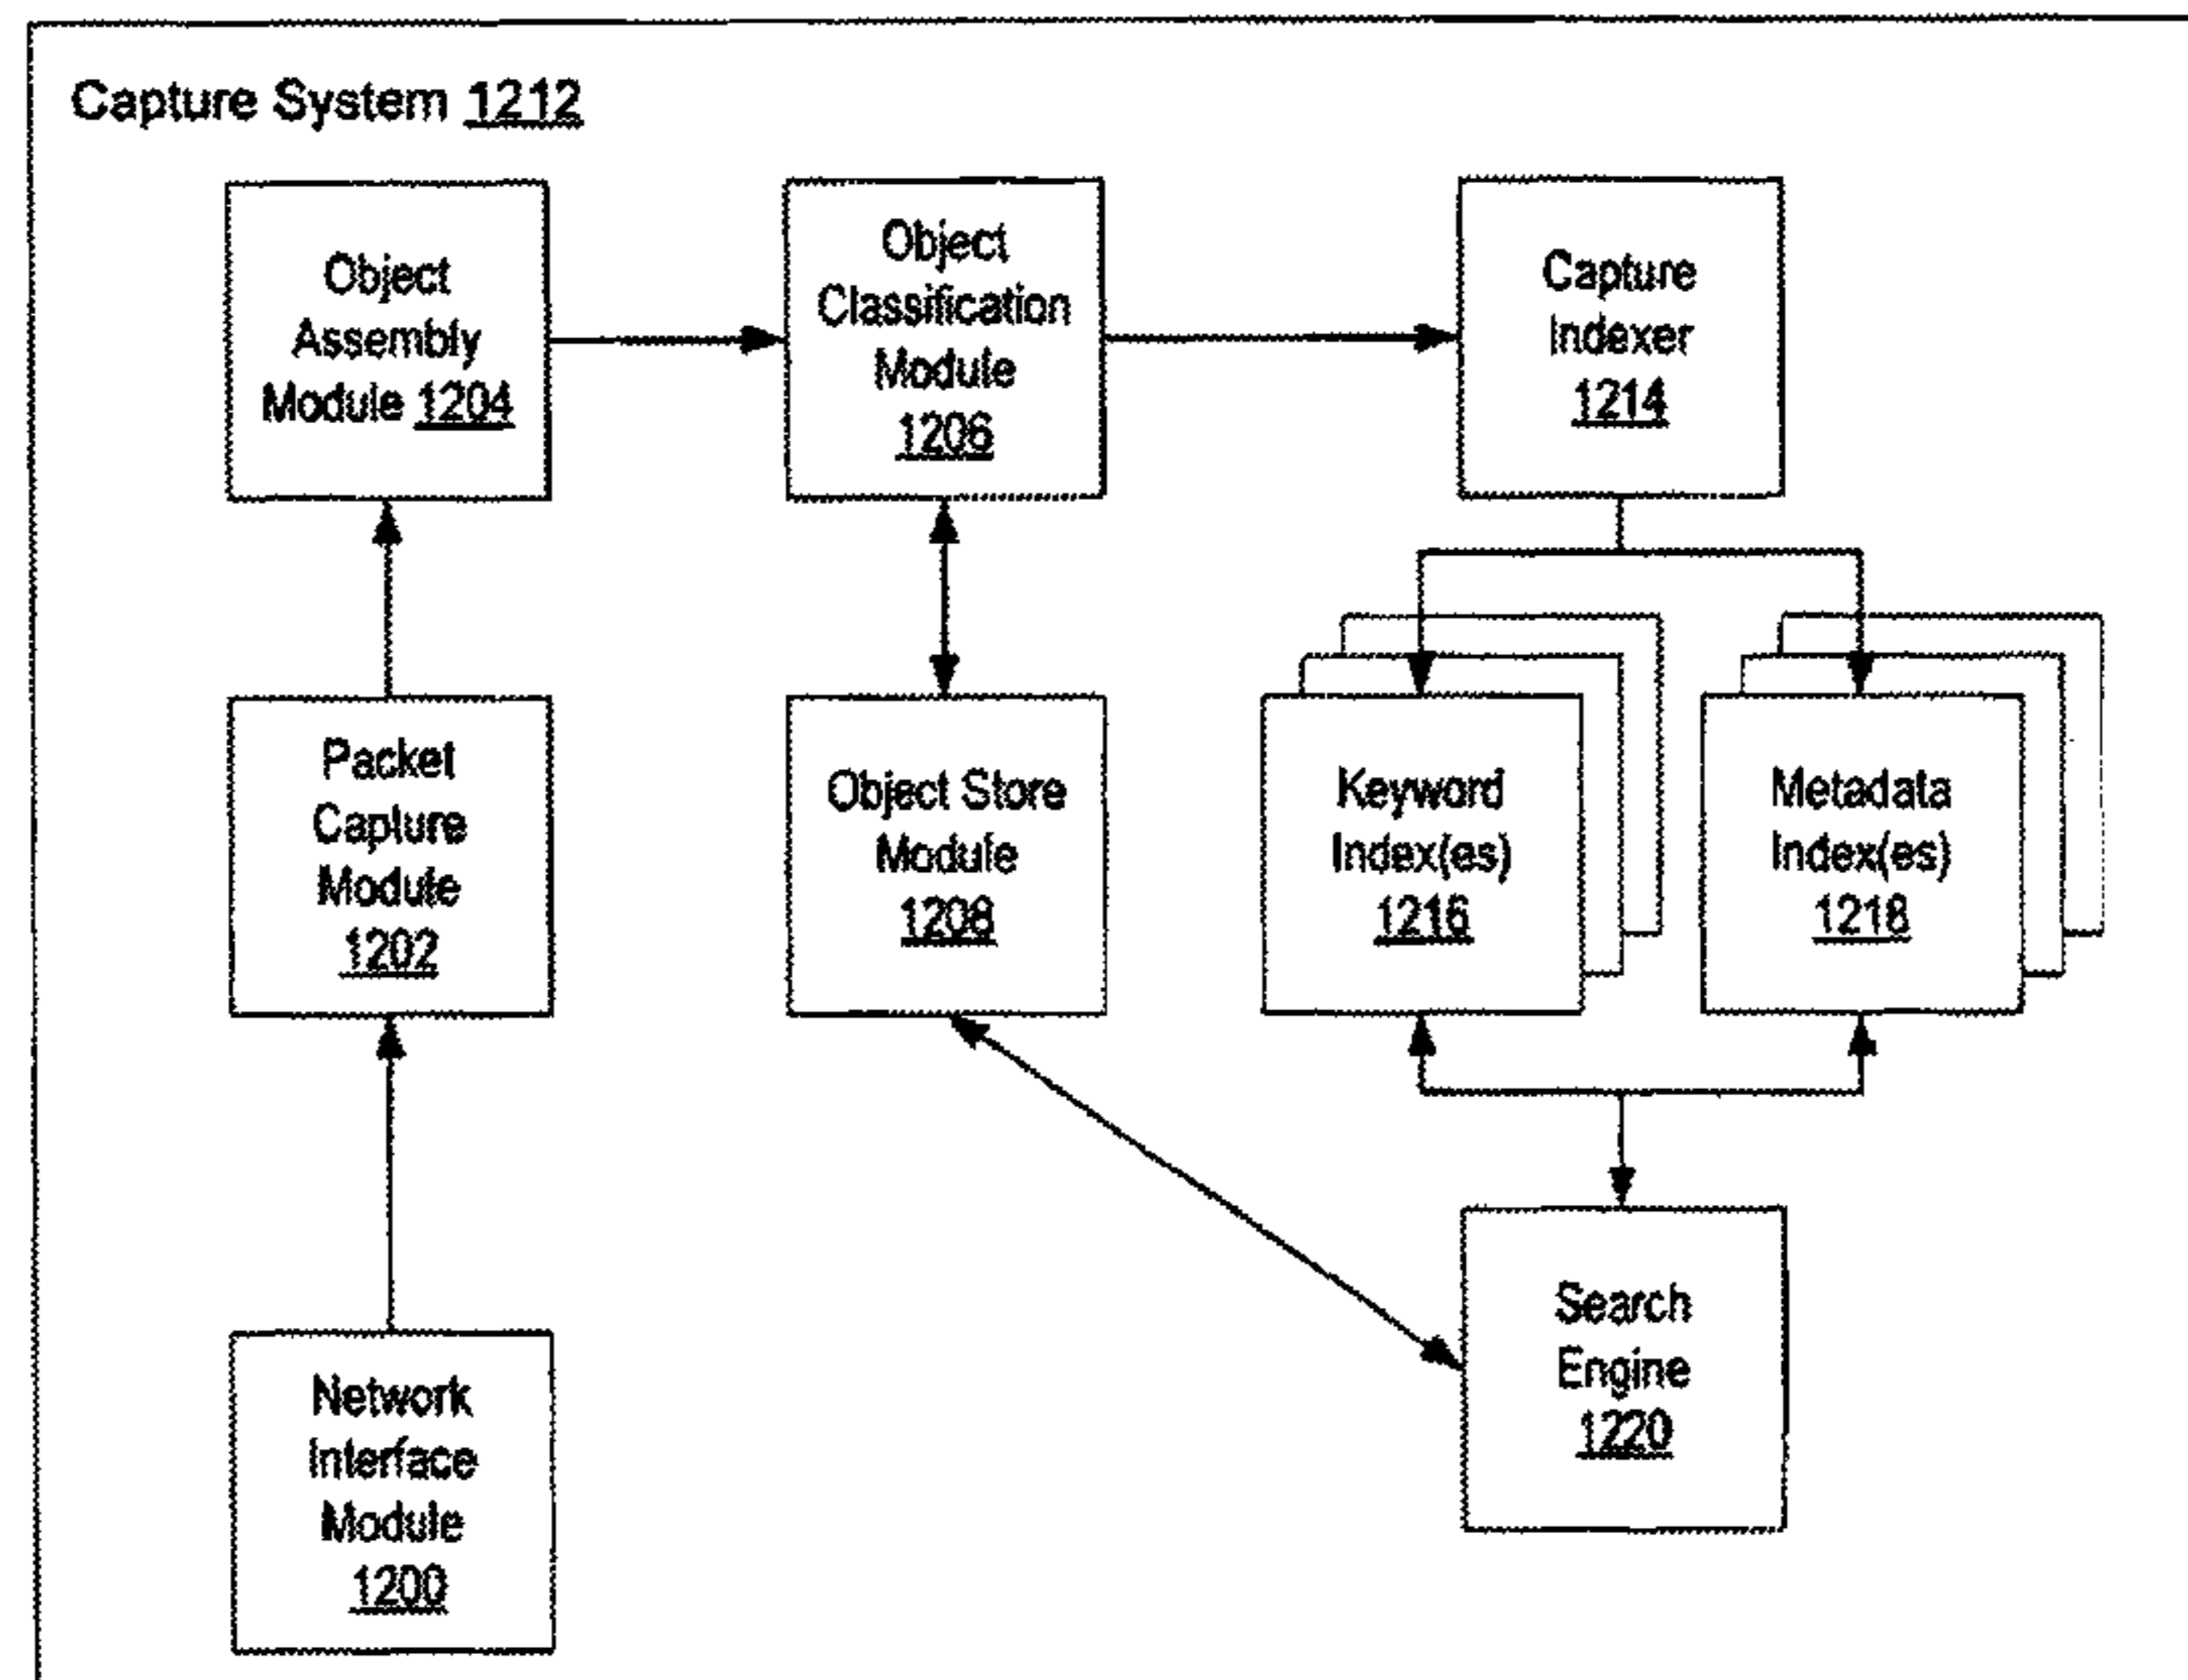 Capture System 1212
Object
Assembly
Module 1204
Object
Classification
Module
1206
Capture
Indexer
1214
Packet
Capture
Module
1202
Object Store
Module
1208
Keyword
Index(es)
1216
Metadata
Index(es)
1218
Network
Interface
Module
1200
Search
Engine
1220